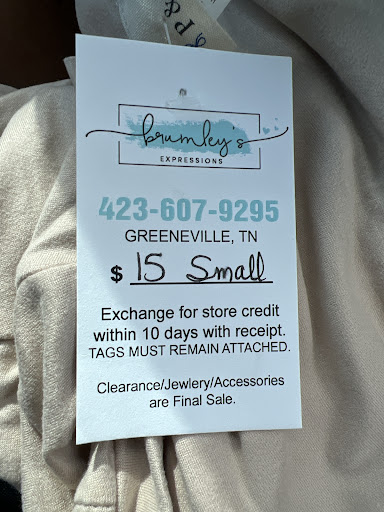 brumley's
EXPRESSIONS
423-607-9295
GREENEVILLE, TN
$ 15 Small
Exchange for store credit
within 10 days with receipt.
TAGS MUST REMAIN ATTACHED.
Clearance/Jewlery/Accessories
are Final Sale.